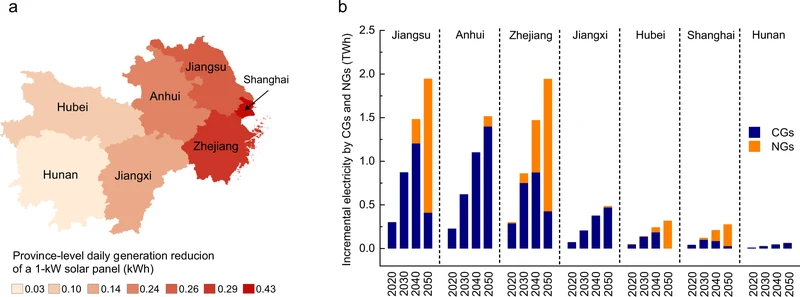 a
Jiangsu
Shanghai
Anhui
Hubei
Zhejiang
Hunan
Jiangxi
Province-level daily generation reducion
of a 1-kW solar panel (kWh)
0.03 0.10 0.14 0.24 0.26 0.29 0.43
b
Incremental electricity by CGs and NGs (TWh)
2.5
2.0
1.5
1.0
0.5
0.0
Jiangsu Anhui Zhejiang Jiangxi Hubei Shanghai Hunan
CGs
NGs
2020 2030 2040 2050 2020 2030 2040 2050 2020 2030 2040 2050 2020 2030 2040 2050 2020 2030 2040 2050 2020 2030 2040 2050 2020 2030 2040 2050